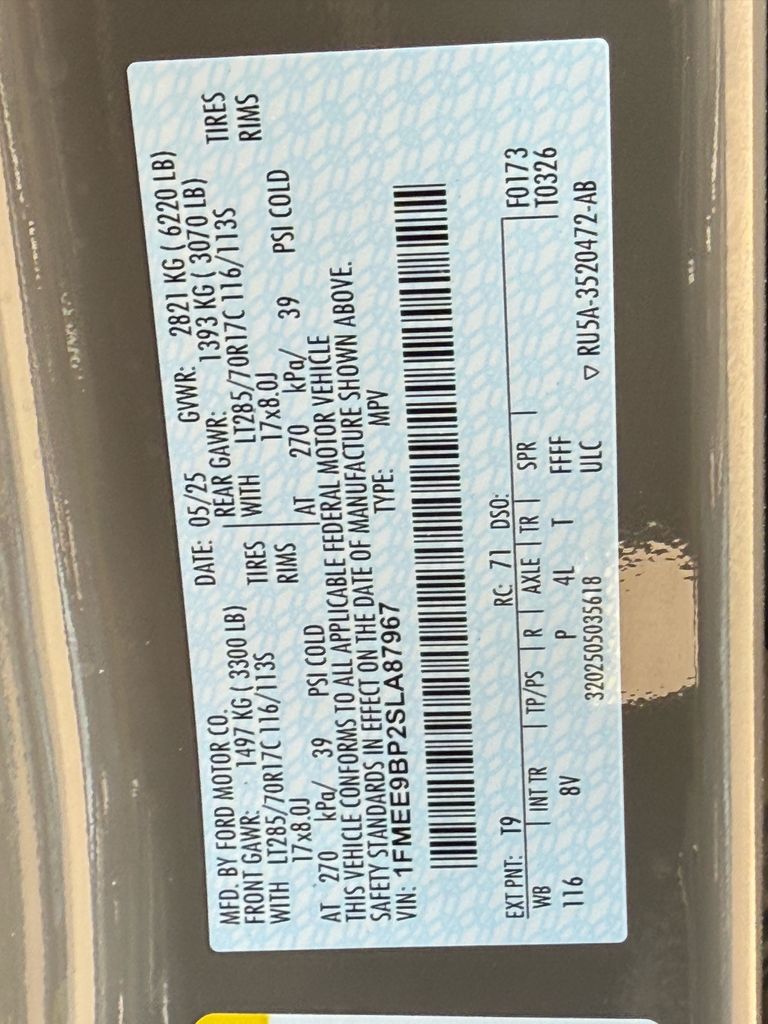 MFD. BY FORD MOTOR CO. DATE: 05/25 GVWR: 2821 KG ( 6220 LB)
FRONT GAWR: 1497 KG ( 3300 LB) REAR GAWR: 1393 KG ( 3070 LB)
WITH LT285/70R17C 116/113S TIRES WITH LT285/70R17C 116/113S TIRES
17x8.0J RIMS 17x8.0J RIMS
AT 270 kPa/ 39 PSI COLD AT 270 kPa/ 39 PSI COLD
THIS VEHICLE CONFORMS TO ALL APPLICABLE FEDERAL MOTOR VEHICLE
SAFETY STANDARDS IN EFFECT ON THE DATE OF MANUFACTURE SHOWN ABOVE.
VIN: 1FMEE9BP2SLA87967 TYPE: MPV
EXT PNT: T9 RC: 71 DSO: F0173
WB INT TR TP/PS R AXLE TR SPR T0326
116 8V P 4L T FFFF
ULC
3202505035618 ▽ RU5A-3520472-AB